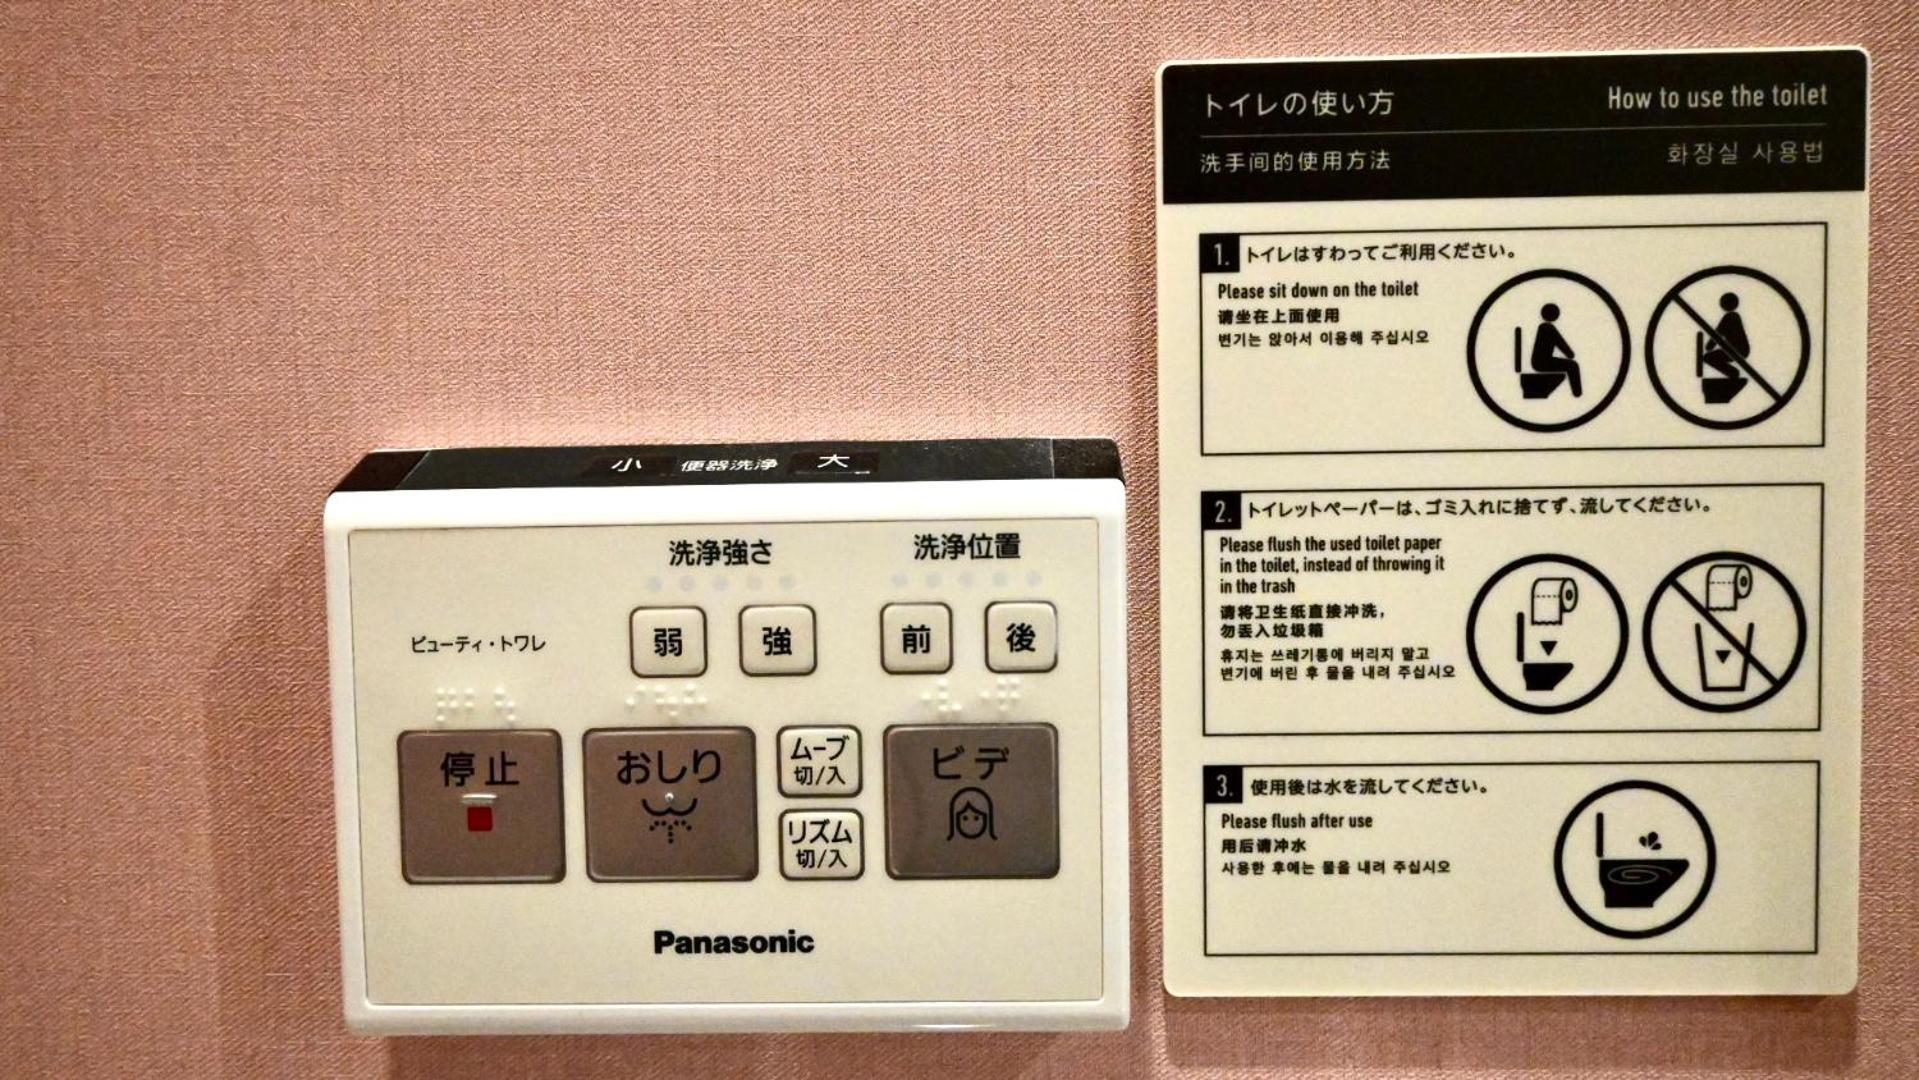 小 便器洗浄 大
洗浄強さ
洗浄位置
弱 強
前 後
ビューティ・トワレ
停止
おしり
ムーブ
切/入
リズム
切/入
ビデ
Panasonic
トイレの使い方
How to use the toilet
洗手间的使用方法
화장실 사용법
1. トイレはすわってご利用ください。
Please sit down on the toilet
请坐在上面使用
변기는 앉아서 이용해 주십시오
2. トイレットペーパーは、ゴミ入れに捨てず、流してください。
Please flush the used toilet paper
in the toilet, instead of throwing it
in the trash
请将卫生纸直接冲洗，
勿丢入垃圾箱
휴지는 쓰레기통에 버리지 말고
변기에 버린 후 물을 내려 주십시오
3. 使用後は水を流してください。
Please flush after use
用后请冲水
사용한 후에는 물을 내려 주십시오